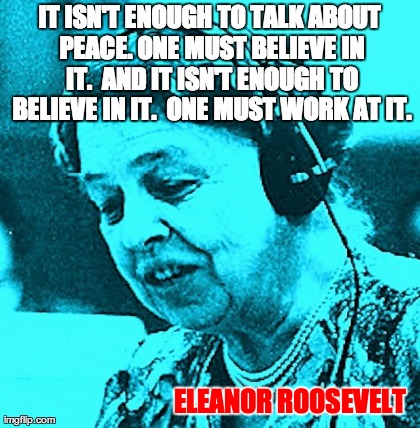 IT ISN'T ENOUGH TO TALK ABOUT
PEACE. ONE MUST BELIEVE IN
IT.  AND IT ISN'T ENOUGH TO
BELIEVE IN IT.  ONE MUST WORK AT IT.
ELEANOR ROOSEVELT
imgflip.com